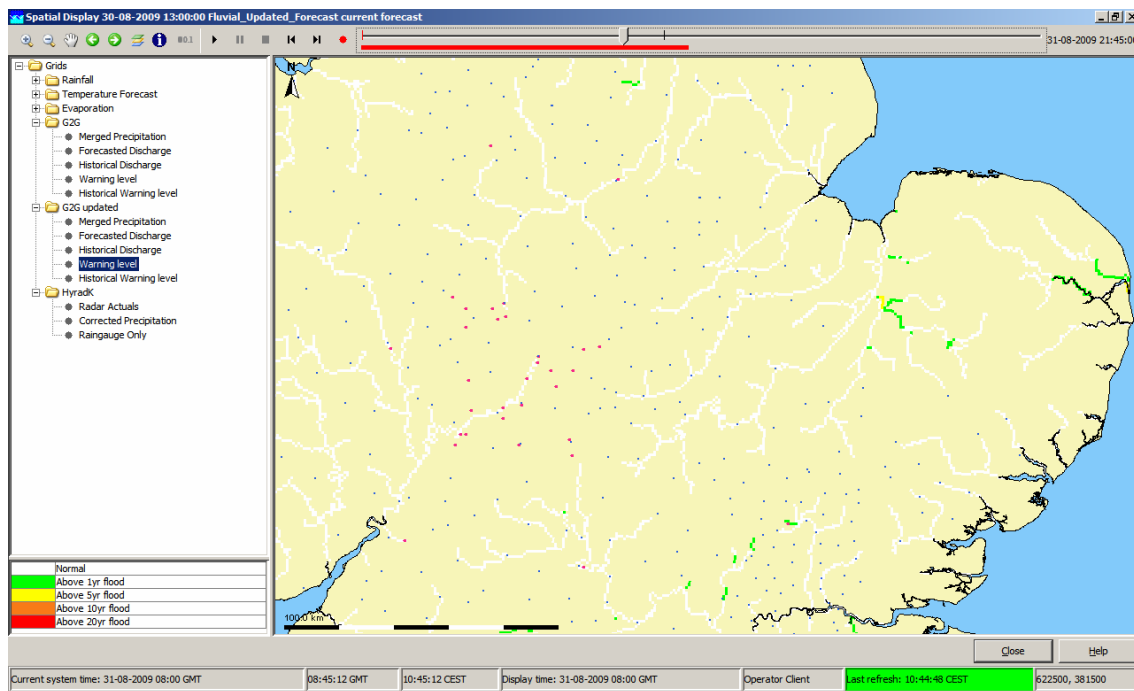 Spatial Display 30-08-2009 13:00:00 Fluvial_Updated_Forecast current forecast
31-08-2009 21:45:00
Grids
Rainfall
Temperature Forecast
Evaporation
G2G
Merged Precipitation
Forecasted Discharge
Historical Discharge
Warning level
Historical Warning level
G2G updated
Merged Precipitation
Forecasted Discharge
Historical Discharge
Warning level
Historical Warning level
HyradK
Radar Actuals
Corrected Precipitation
Raingauge Only
N
100.0 km
Normal
Above 1yr flood
Above 5yr flood
Above 10yr flood
Above 20yr flood
Close Help
Current system time: 31-08-2009 08:00 GMT 08:45:12 GMT 10:45:12 CEST Display time: 31-08-2009 08:00 GMT Operator Client Last refresh: 10:44:48 CEST 622500, 381500